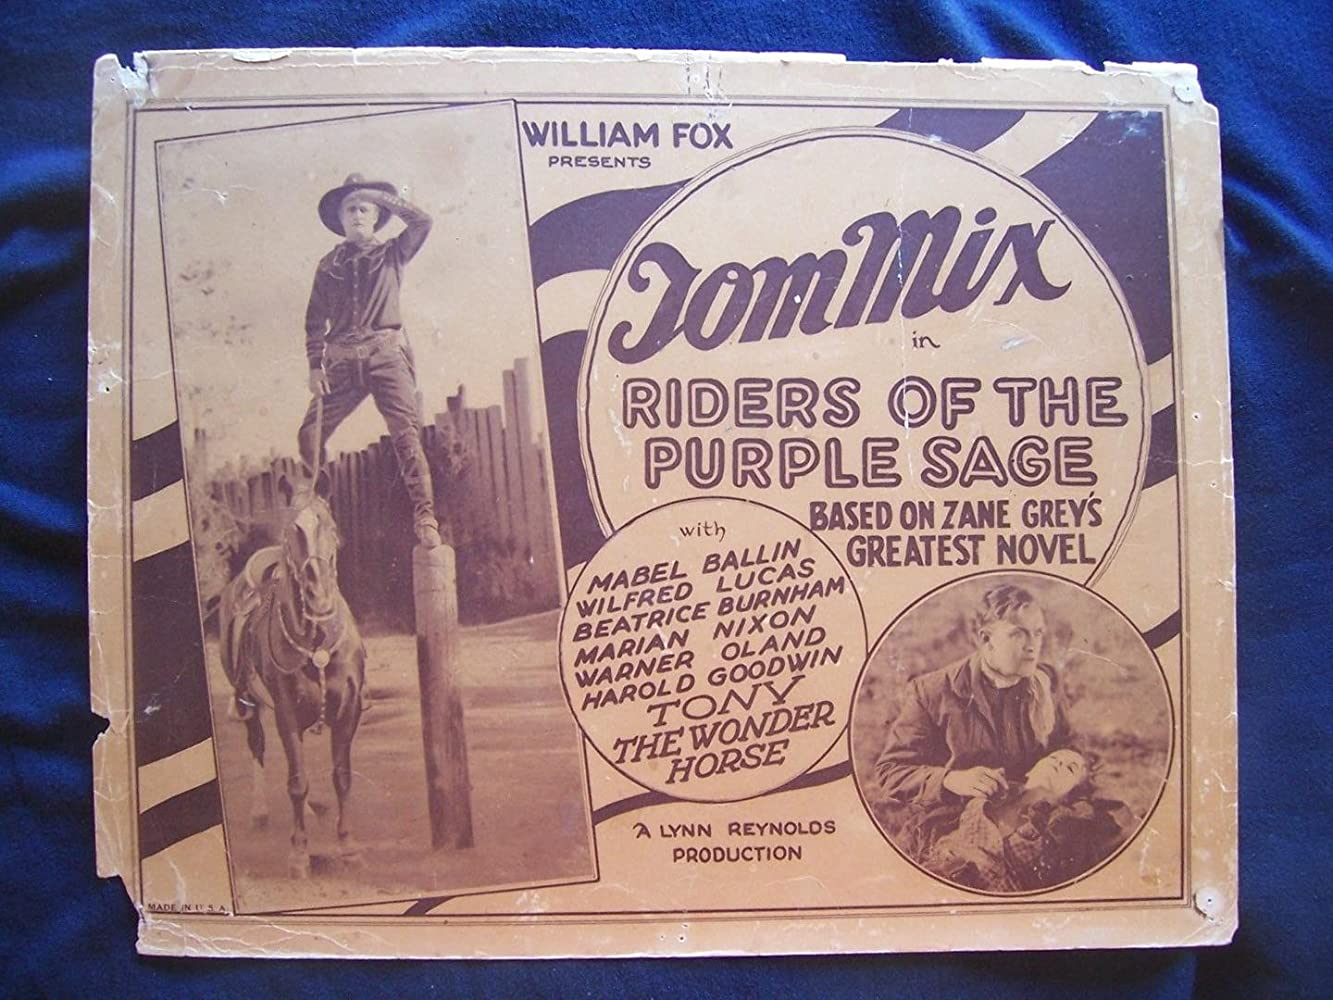 WILLIAM FOX
PRESENTS
Tom Mix
in
RIDERS OF THE
PURPLE SAGE
BASED ON ZANE GREY'S
GREATEST NOVEL
with
MABEL BALLIN
WILFRED LUCAS
BEATRICE BURNHAM
MARIAN NIXON
WARNER OLAND
HAROLD GOODWIN
TONY
THE WONDER
HORSE
A LYNN REYNOLDS
PRODUCTION
MADE IN U.S.A.